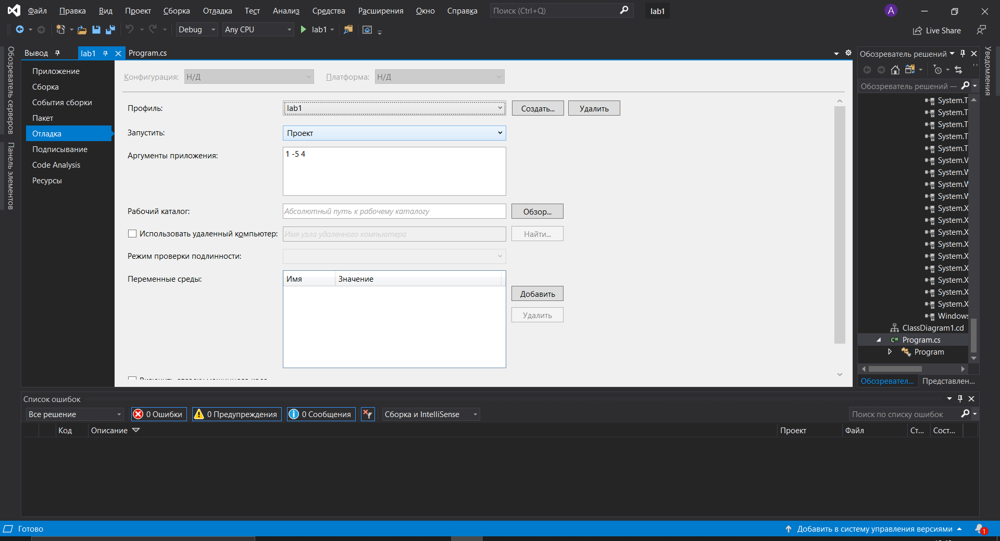 Файл Правка Вид Проект Сборка Отладка Тест Анализ Средства Расширения Окно Справка Поиск (Ctrl+Q) lab1 A
Debug Any CPU lab1 Live Share
Обозреватель серверов
Панель элементов
Вывод lab1 Program.cs
Приложение
Сборка
События сборки
Пакет
Отладка
Подписывание
Code Analysis
Ресурсы
Конфигурация: Н/Д Платформа: Н/Д
Профиль: lab1 Создать... Удалить
Запустить: Проект
Аргументы приложения: 1 -5 4
Рабочий каталог: Абсолютный путь к рабочему каталогу Обзор...
Использовать удаленный компьютер: Имя узла удаленного компьютера Найти...
Режим проверки подлинности:
Переменные среды: Имя Значение
Добавить
Удалить
Обозреватель решений
Обозреватель решений —
System.T
System.T
System.T
System.T
System.T
System.V
System.W
System.W
System.W
System.X
System.X
System.X
System.X
System.X
System.X
System.X
System.X
System.X
Windows
ClassDiagram1.cd
C# Program.cs
Program
Обозревател... Представлен...
Уведомления
Список ошибок
Все решение 0 Ошибки 0 Предупреждения 0 Сообщения Сборка и IntelliSense Поиск по списку ошибок
Код Описание Проект Файл Ст... Сост...
Готово Добавить в систему управления версиями 1